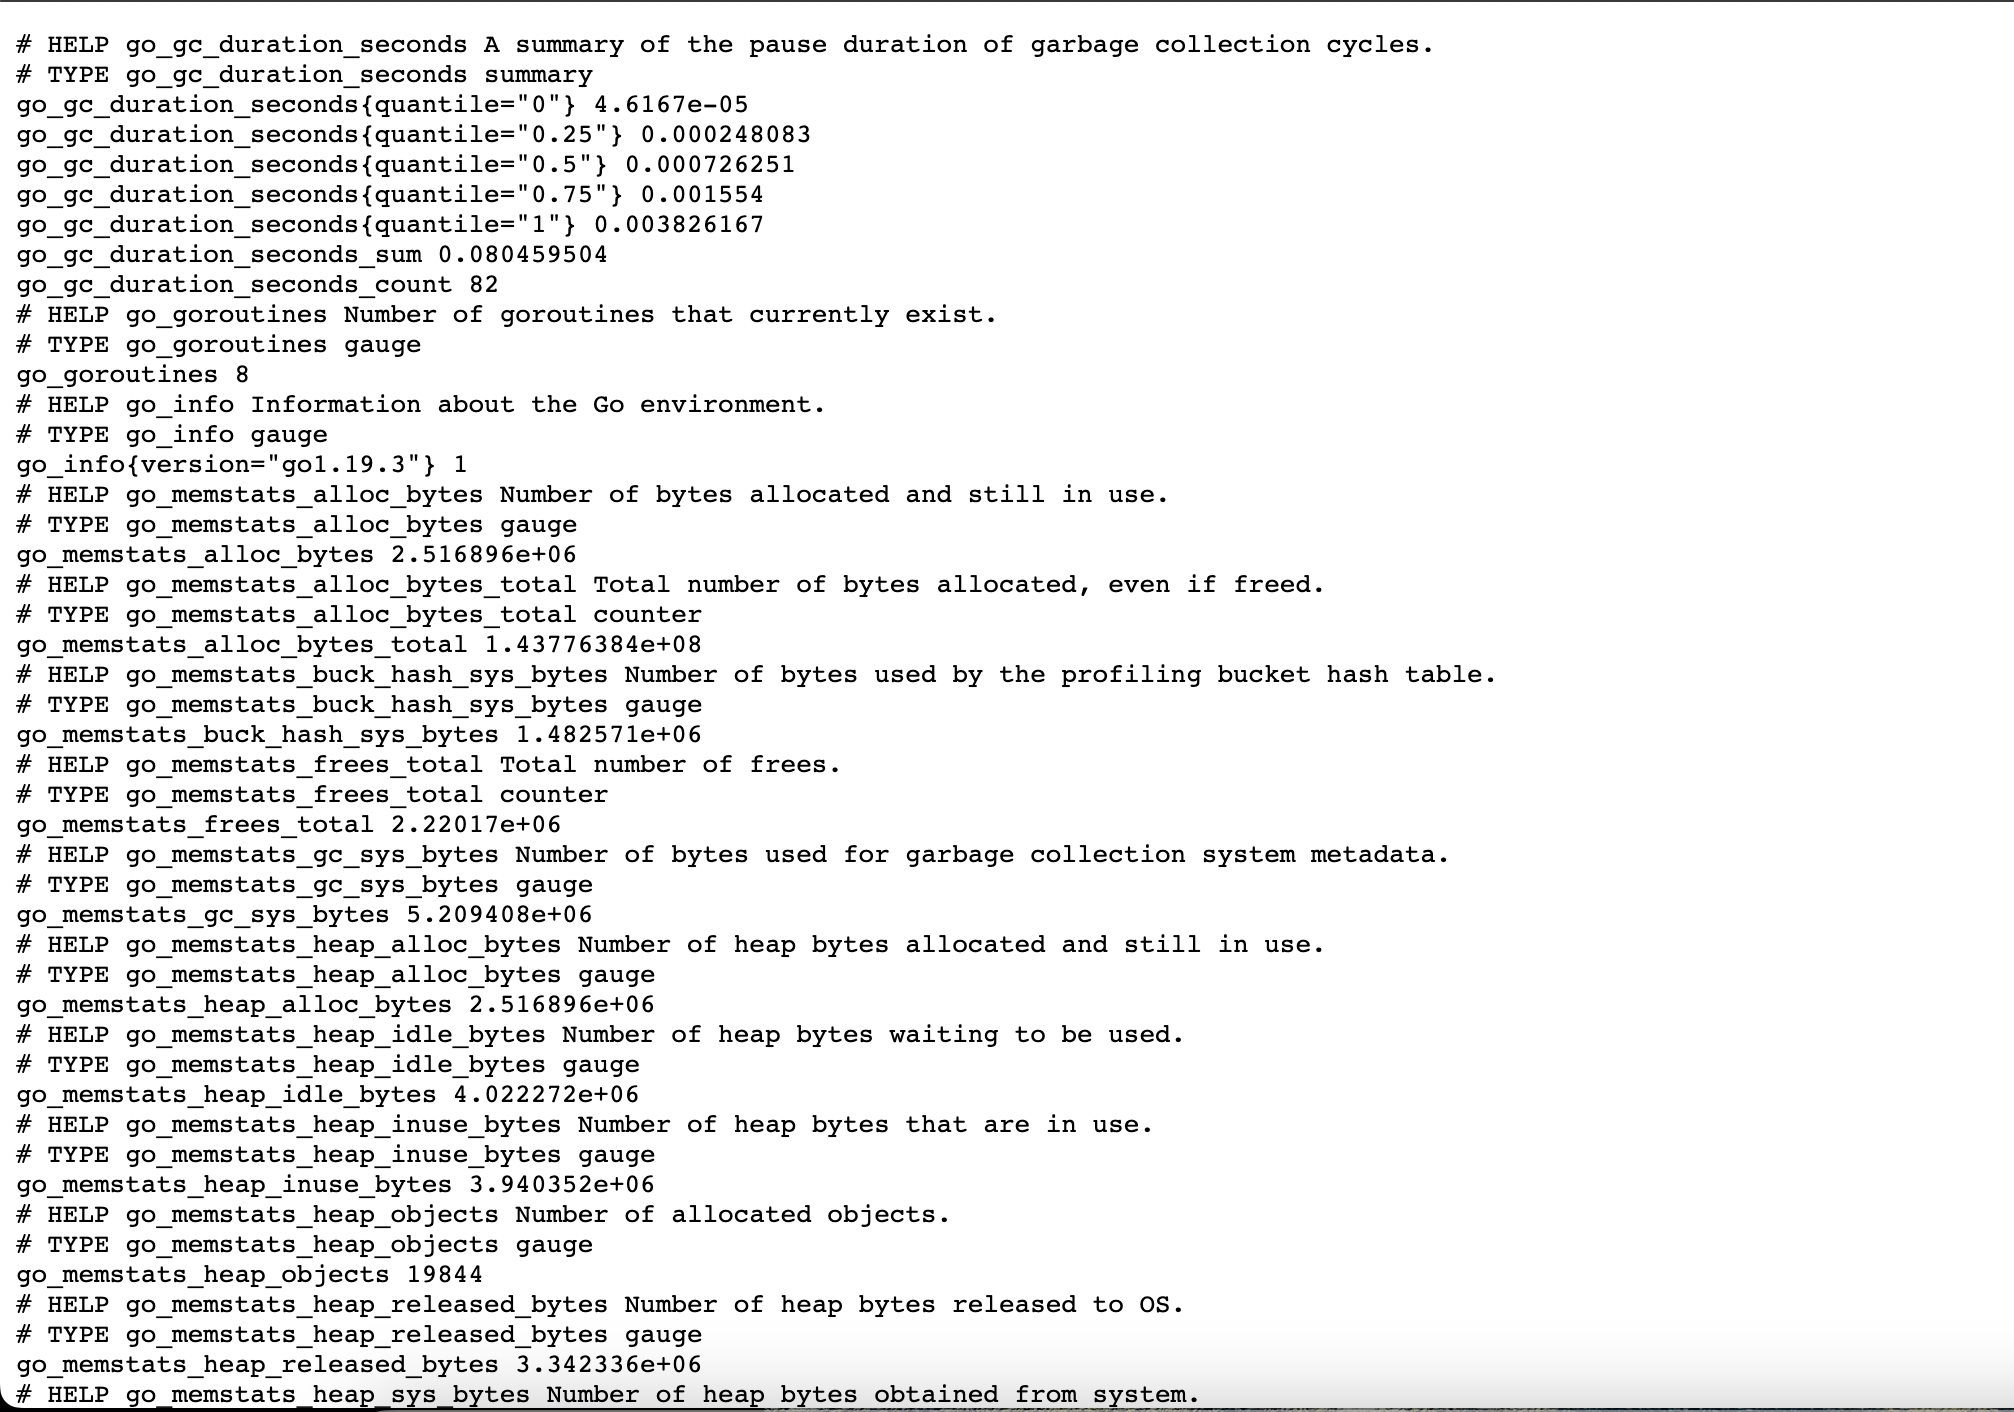 # HELP go_gc_duration_seconds A summary of the pause duration of garbage collection cycles.
# TYPE go_gc_duration_seconds summary
go_gc_duration_seconds{quantile="0"} 4.6167e-05
go_gc_duration_seconds{quantile="0.25"} 0.000248083
go_gc_duration_seconds{quantile="0.5"} 0.000726251
go_gc_duration_seconds{quantile="0.75"} 0.001554
go_gc_duration_seconds{quantile="1"} 0.003826167
go_gc_duration_seconds_sum 0.080459504
go_gc_duration_seconds_count 82
# HELP go_goroutines Number of goroutines that currently exist.
# TYPE go_goroutines gauge
go_goroutines 8
# HELP go_info Information about the Go environment.
# TYPE go_info gauge
go_info{version="go1.19.3"} 1
# HELP go_memstats_alloc_bytes Number of bytes allocated and still in use.
# TYPE go_memstats_alloc_bytes gauge
go_memstats_alloc_bytes 2.516896e+06
# HELP go_memstats_alloc_bytes_total Total number of bytes allocated, even if freed.
# TYPE go_memstats_alloc_bytes_total counter
go_memstats_alloc_bytes_total 1.43776384e+08
# HELP go_memstats_buck_hash_sys_bytes Number of bytes used by the profiling bucket hash table.
# TYPE go_memstats_buck_hash_sys_bytes gauge
go_memstats_buck_hash_sys_bytes 1.482571e+06
# HELP go_memstats_frees_total Total number of frees.
# TYPE go_memstats_frees_total counter
go_memstats_frees_total 2.22017e+06
# HELP go_memstats_gc_sys_bytes Number of bytes used for garbage collection system metadata.
# TYPE go_memstats_gc_sys_bytes gauge
go_memstats_gc_sys_bytes 5.209408e+06
# HELP go_memstats_heap_alloc_bytes Number of heap bytes allocated and still in use.
# TYPE go_memstats_heap_alloc_bytes gauge
go_memstats_heap_alloc_bytes 2.516896e+06
# HELP go_memstats_heap_idle_bytes Number of heap bytes waiting to be used.
# TYPE go_memstats_heap_idle_bytes gauge
go_memstats_heap_idle_bytes 4.022272e+06
# HELP go_memstats_heap_inuse_bytes Number of heap bytes that are in use.
# TYPE go_memstats_heap_inuse_bytes gauge
go_memstats_heap_inuse_bytes 3.940352e+06
# HELP go_memstats_heap_objects Number of allocated objects.
# TYPE go_memstats_heap_objects gauge
go_memstats_heap_objects 19844
# HELP go_memstats_heap_released_bytes Number of heap bytes released to OS.
# TYPE go_memstats_heap_released_bytes gauge
go_memstats_heap_released_bytes 3.342336e+06
# HELP go_memstats_heap_sys_bytes Number of heap bytes obtained from system.